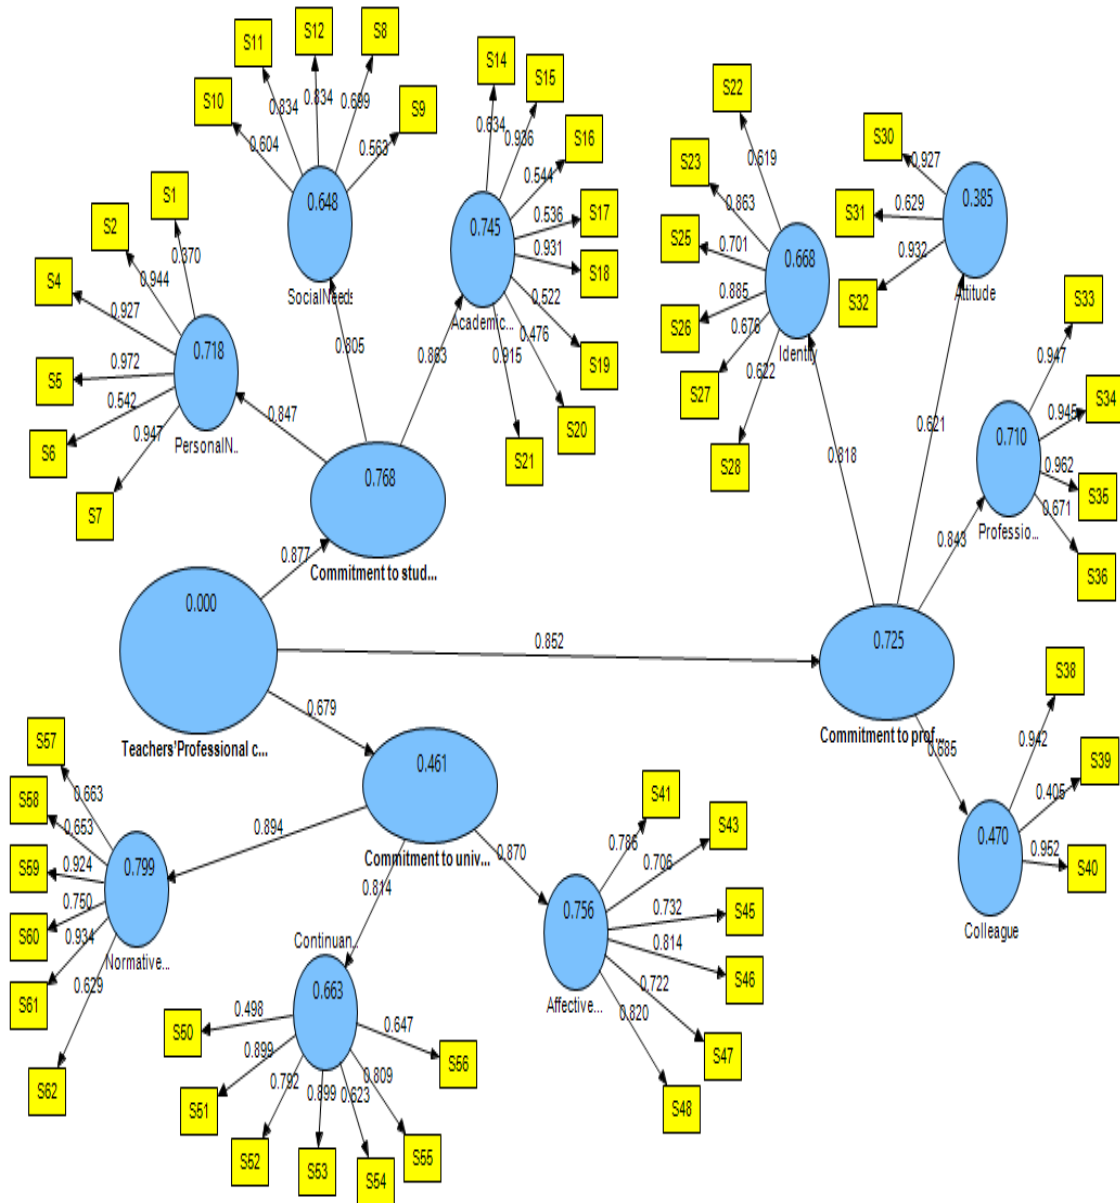 S11
S12
S8
S10
S9
0.834
0.834
0.699
0.604
0.563
0.648
SocialNeeds
S14
S15
S16
S17
S18
S19
S20
S21
0.634
0.936
0.544
0.536
0.931
0.522
0.476
0.915
0.745
Academic...
S1
S2
S4
S5
S6
S7
0.370
0.944
0.927
0.972
0.542
0.947
0.718
PersonalN..
0.847
0.805
0.863
0.768
Commitment to stud...
0.877
S22
S23
S25
S26
S27
S28
0.619
0.863
0.701
0.885
0.676
0.622
0.668
Identity
S30
S31
S32
0.927
0.629
0.932
0.385
Attitude
S33
S34
S35
S36
0.947
0.945
0.962
0.671
0.710
Professio...
0.818
0.621
0.843
0.000
Teachers'Professional c...
0.852
0.679
0.725
Commitment to prof...
0.685
S38
S39
S40
0.942
0.405
0.952
0.470
Colleague
0.461
Commitment to univ...
0.894
0.814
0.870
S57
S58
S59
S60
S61
S62
0.663
0.653
0.924
0.750
0.934
0.629
0.799
Normative...
Continuan..
0.663
S50
S51
S52
S53
S54
S55
S56
0.498
0.899
0.792
0.899
0.623
0.809
0.647
S41
S43
S45
S46
S47
S48
0.786
0.706
0.732
0.814
0.722
0.820
0.756
Affective...